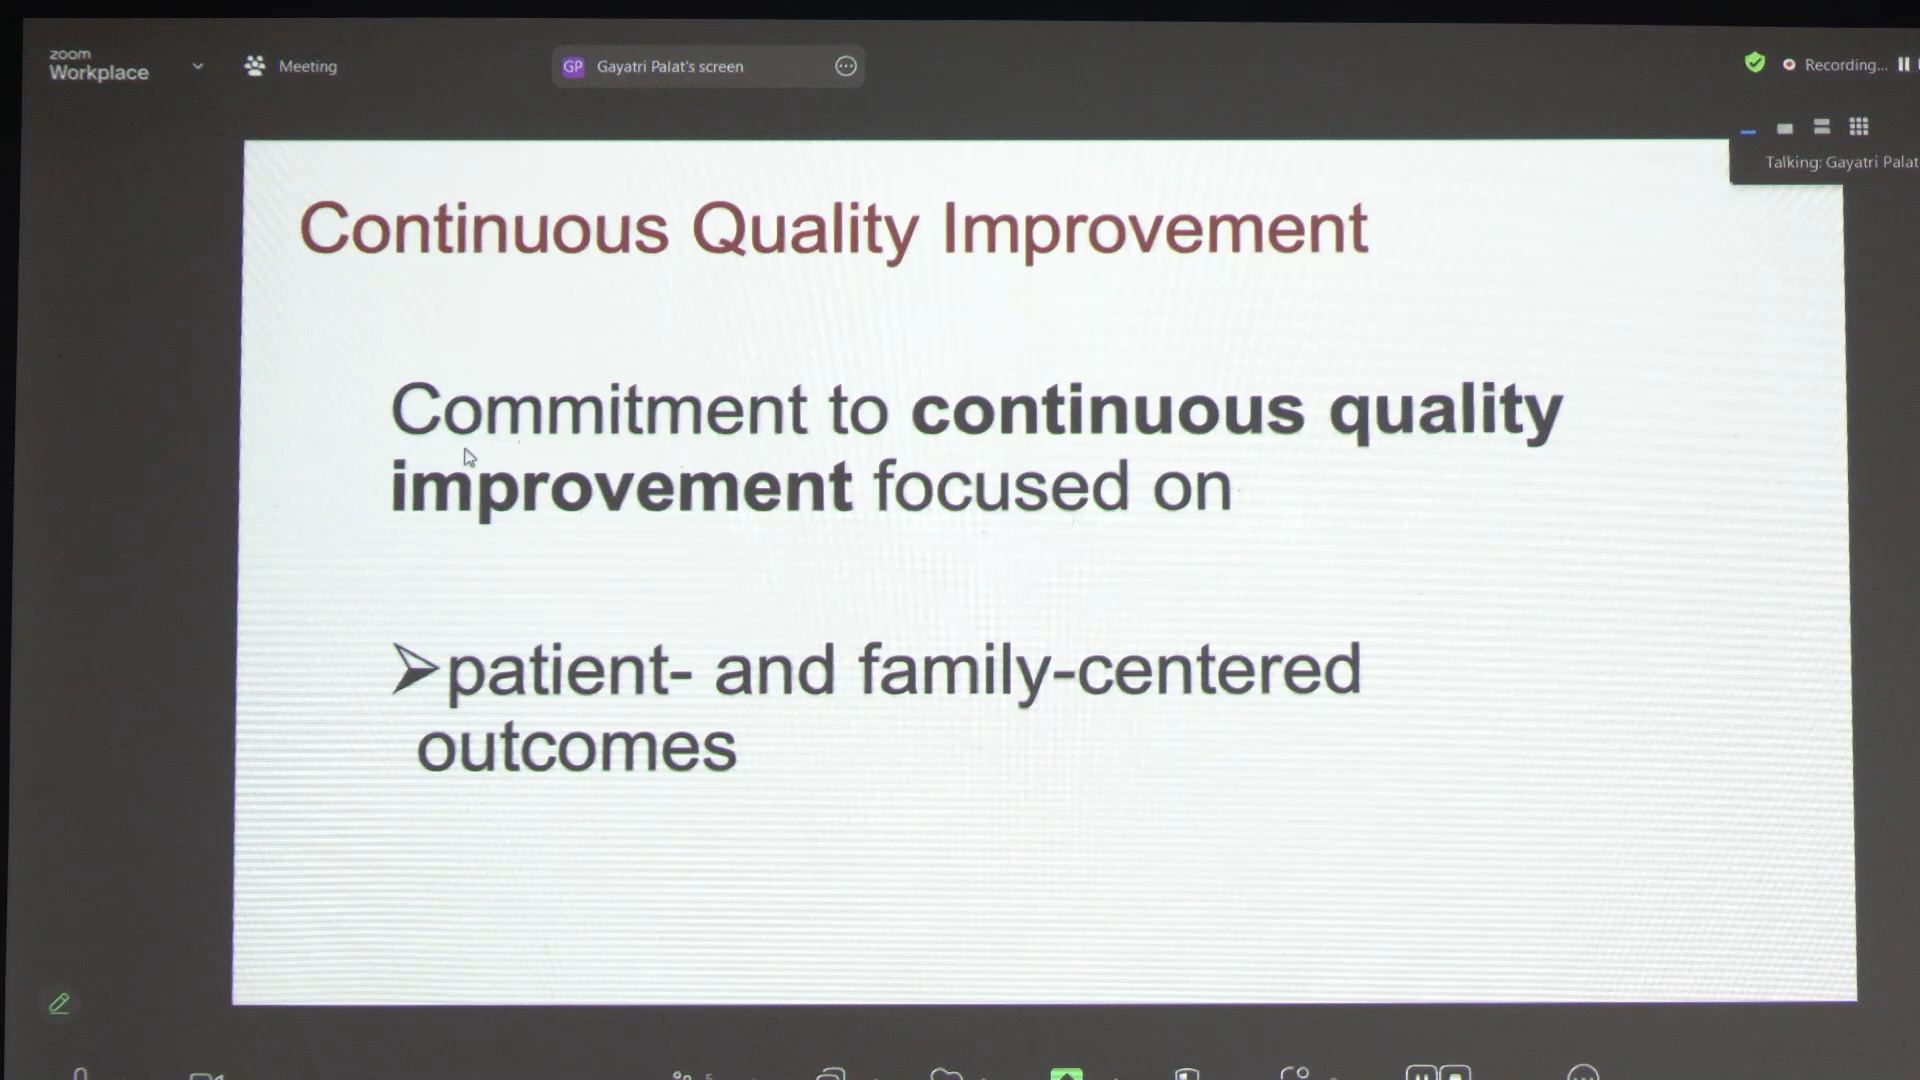 zoom
Workplace
Meeting
GP Gayatri Palat's screen
Recording...
Talking: Gayatri Palat
Continuous Quality Improvement
Commitment to continuous quality
improvement focused on
➢patient- and family-centered
outcomes